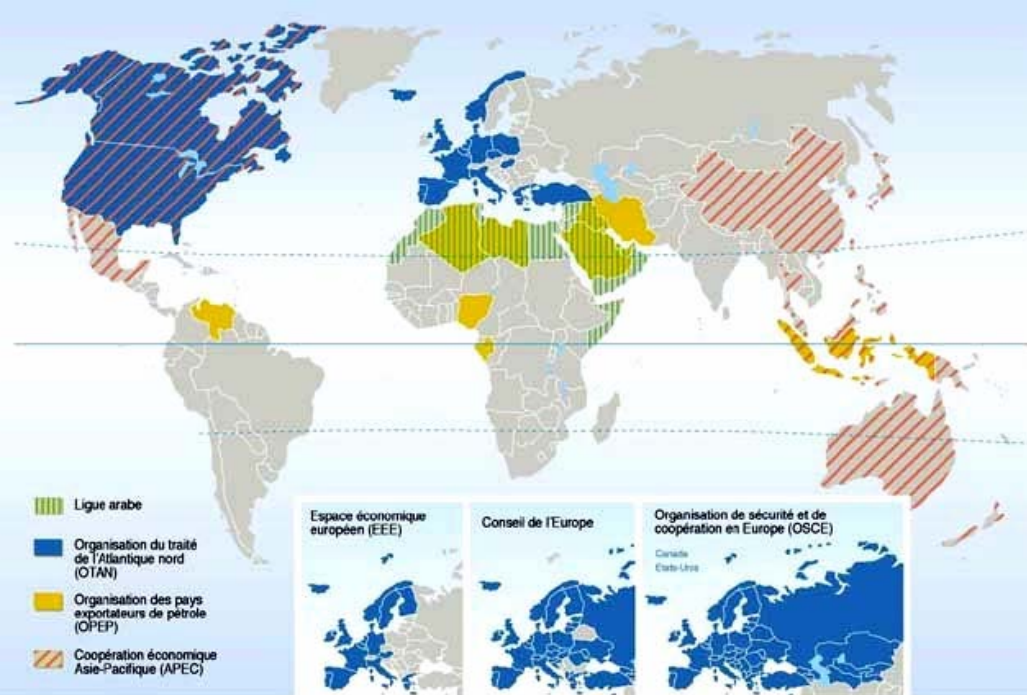 Ligue arabe
Organisation du traité
de l'Atlantique nord
(OTAN)
Organisation des pays
exportateurs de pétrole
(OPEP)
Coopération économique
Asie-Pacifique (APEC)
Espace économique
européen (EEE)
Conseil de l'Europe
Organisation de sécurité et de
coopération en Europe (OSCE)
Canada
Etats-Unis